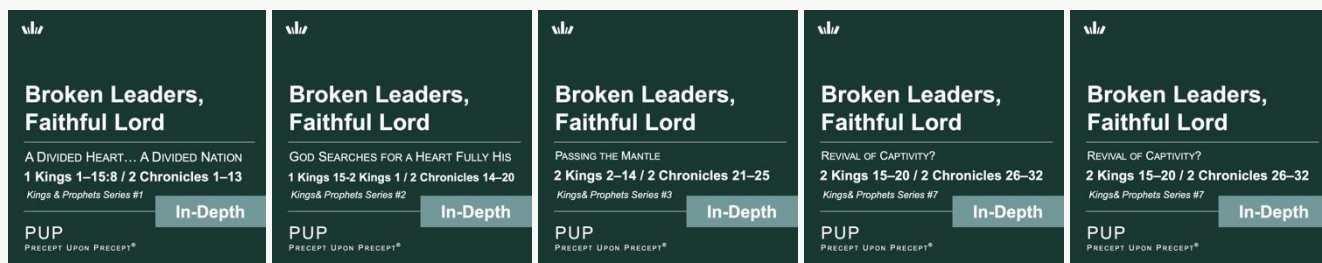 Broken Leaders,
Faithful Lord
A DIVIDED HEART... A DIVIDED NATION
1 Kings 1–15:8 / 2 Chronicles 1–13
Kings & Prophets Series #1
In-Depth
PUP
PRECEPT UPON PRECEPT®
Broken Leaders,
Faithful Lord
GOD SEARCHES FOR A HEART FULLY HIS
1 Kings 15-2 Kings 1 / 2 Chronicles 14–20
Kings& Prophets Series #2
In-Depth
PUP
PRECEPT UPON PRECEPT®
Broken Leaders,
Faithful Lord
PASSING THE MANTLE
2 Kings 2–14 / 2 Chronicles 21–25
Kings& Prophets Series #3
In-Depth
PUP
PRECEPT UPON PRECEPT®
Broken Leaders,
Faithful Lord
REVIVAL OF CAPTIVITY?
2 Kings 15–20 / 2 Chronicles 26–32
Kings& Prophets Series #7
In-Depth
PUP
PRECEPT UPON PRECEPT®
Broken Leaders,
Faithful Lord
REVIVAL OF CAPTIVITY?
2 Kings 15–20 / 2 Chronicles 26–32
Kings& Prophets Series #7
In-Depth
PUP
PRECEPT UPON PRECEPT®